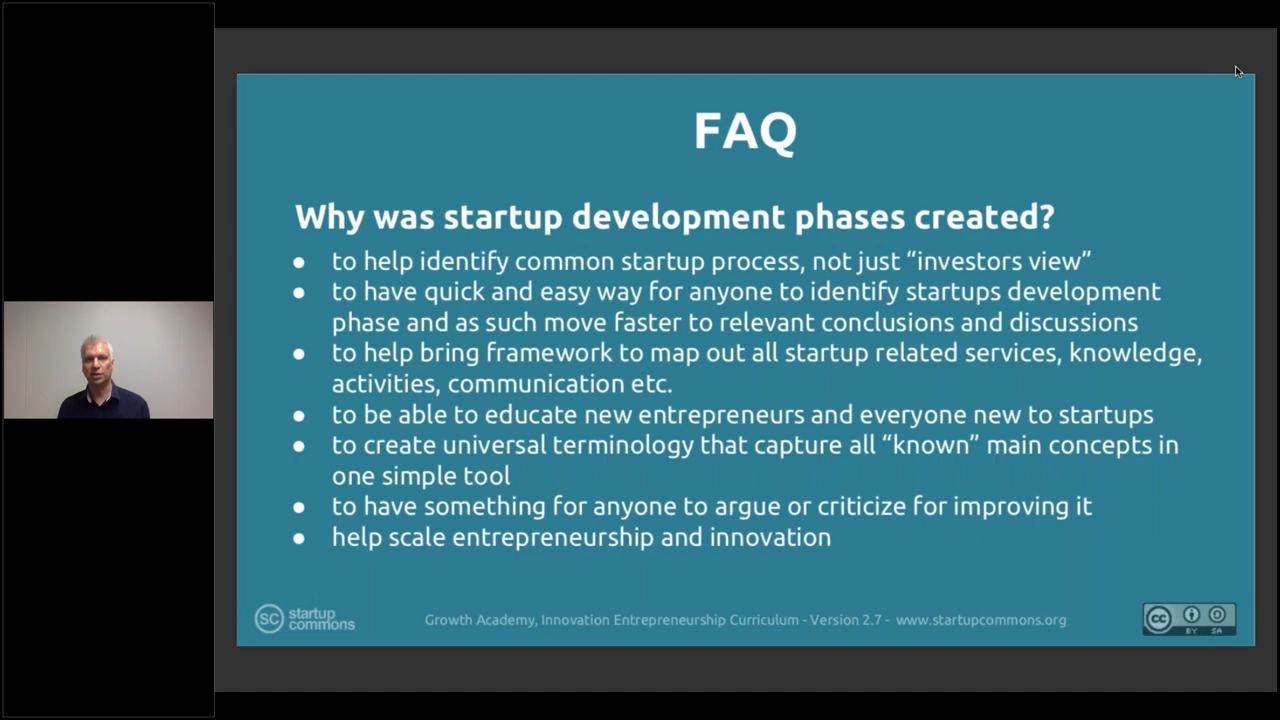 FAQ
Why was startup development phases created?
● to help identify common startup process, not just “investors view”
● to have quick and easy way for anyone to identify startups development
phase and as such move faster to relevant conclusions and discussions
● to help bring framework to map out all startup related services, knowledge,
activities, communication etc.
● to be able to educate new entrepreneurs and everyone new to startups
● to create universal terminology that capture all “known” main concepts in
one simple tool
● to have something for anyone to argue or criticize for improving it
● help scale entrepreneurship and innovation
SC startup
commons
Growth Academy, Innovation Entrepreneurship Curriculum - Version 2.7 - www.startupcommons.org
cc
BY SA